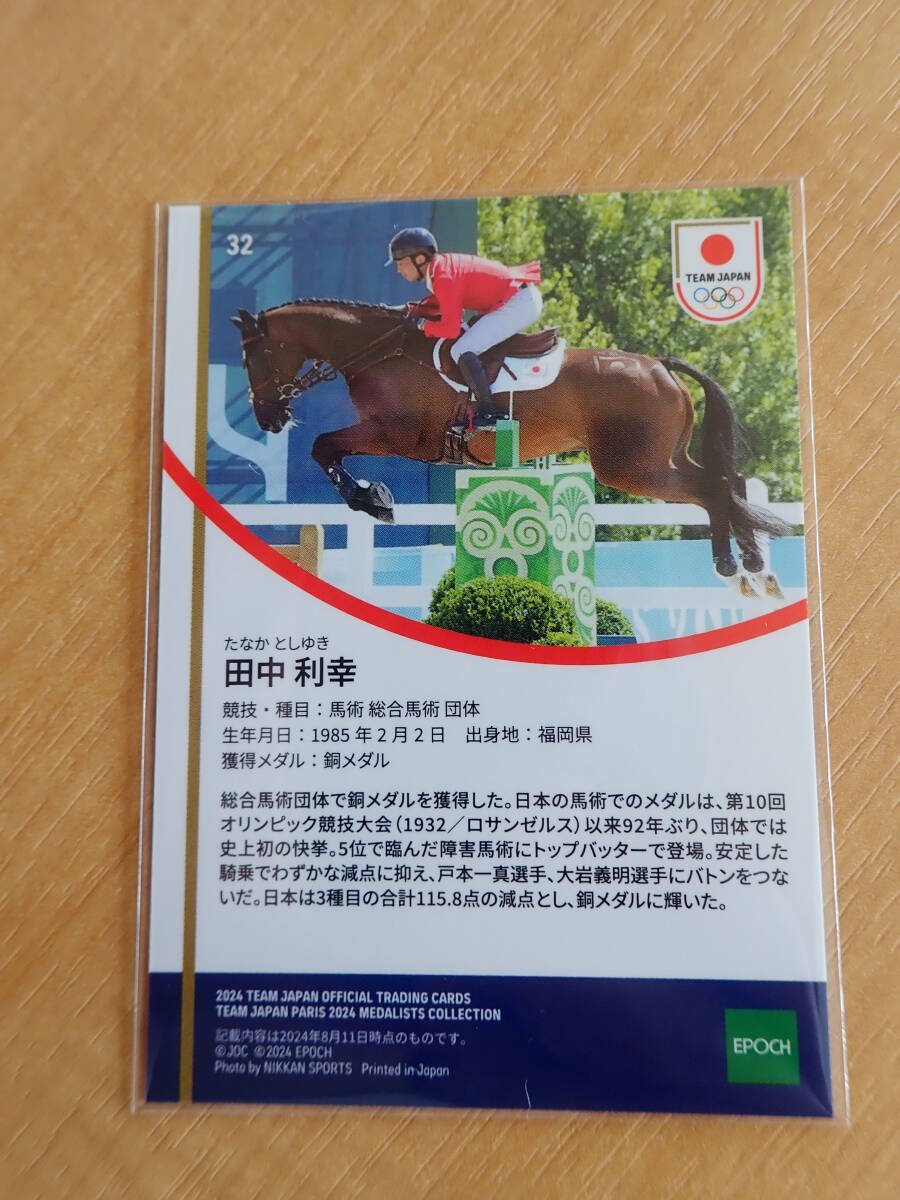 32
TEAM JAPAN
たなか としゆき
田中 利幸
競技・種目：馬術 総合馬術 団体
生年月日：1985年2月2日　出身地：福岡県
獲得メダル：銅メダル
総合馬術団体で銅メダルを獲得した。日本の馬術でのメダルは、第10回
オリンピック競技大会（1932／ロサンゼルス）以来92年ぶり、団体では
史上初の快挙。5位で臨んだ障害馬術にトップバッターで登場。安定した
騎乗でわずかな減点に抑え、戸本一真選手、大岩義明選手にバトンをつな
いだ。日本は3種目の合計115.8点の減点とし、銅メダルに輝いた。
2024 TEAM JAPAN OFFICIAL TRADING CARDS
TEAM JAPAN PARIS 2024 MEDALISTS COLLECTION
記載内容は2024年8月11日時点のものです。
©JOC ©2024 EPOCH
Photo by NIKKAN SPORTS Printed in Japan
EPOCH